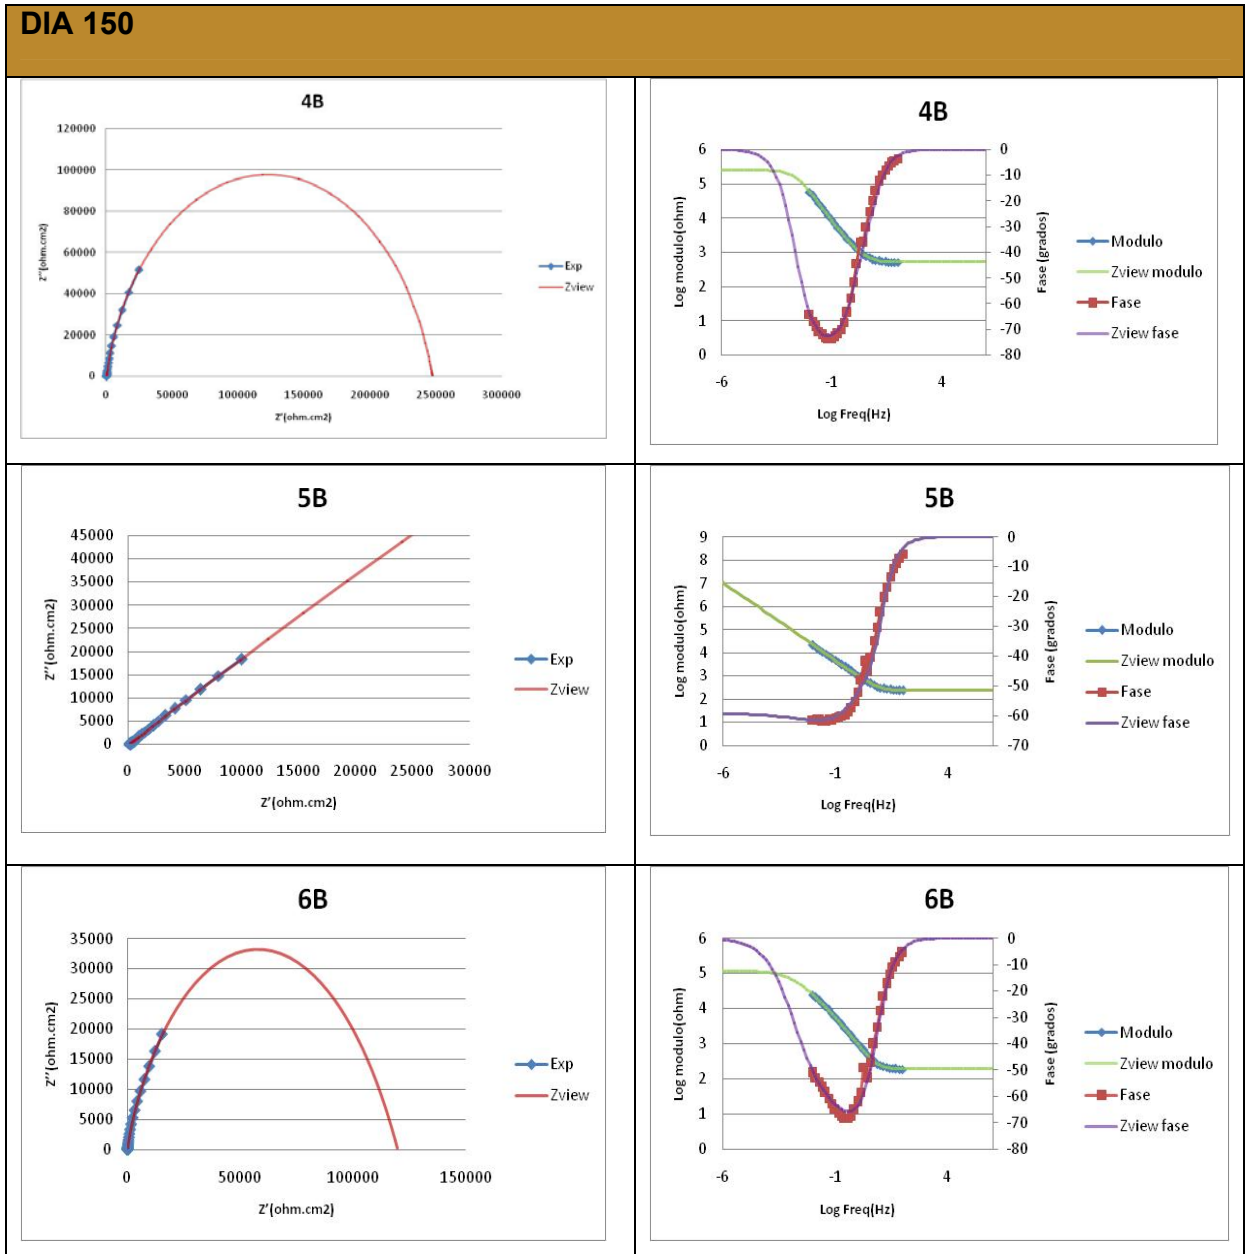 DIA 150
4B
120000
100000
80000
60000
40000
20000
0
Z''(ohm.cm2)
0 50000 100000 150000 200000 250000 300000
Z'(ohm.cm2)
Exp
Zview
4B
6
5
4
3
2
1
0
Log modulo(ohm)
0
-10
-20
-30
-40
-50
-60
-70
-80
Fase (grados)
-6 -1 4
Log Freq(Hz)
Modulo
Zview modulo
Fase
Zview fase
5B
45000
40000
35000
30000
25000
20000
15000
10000
5000
0
Z''(ohm.cm2)
0 5000 10000 15000 20000 25000 30000
Z'(ohm.cm2)
Exp
Zview
5B
9
8
7
6
5
4
3
2
1
0
Log modulo(ohm)
0
-10
-20
-30
-40
-50
-60
-70
Fase (grados)
-6 -1 4
Log Freq(Hz)
Modulo
Zview modulo
Fase
Zview fase
6B
35000
30000
25000
20000
15000
10000
5000
0
Z''(ohm.cm2)
0 50000 100000 150000
Z'(ohm.cm2)
Exp
Zview
6B
6
5
4
3
2
1
0
Log modulo(ohm)
0
-10
-20
-30
-40
-50
-60
-70
-80
Fase (grados)
-6 -1 4
Log Freq(Hz)
Modulo
Zview modulo
Fase
Zview fase